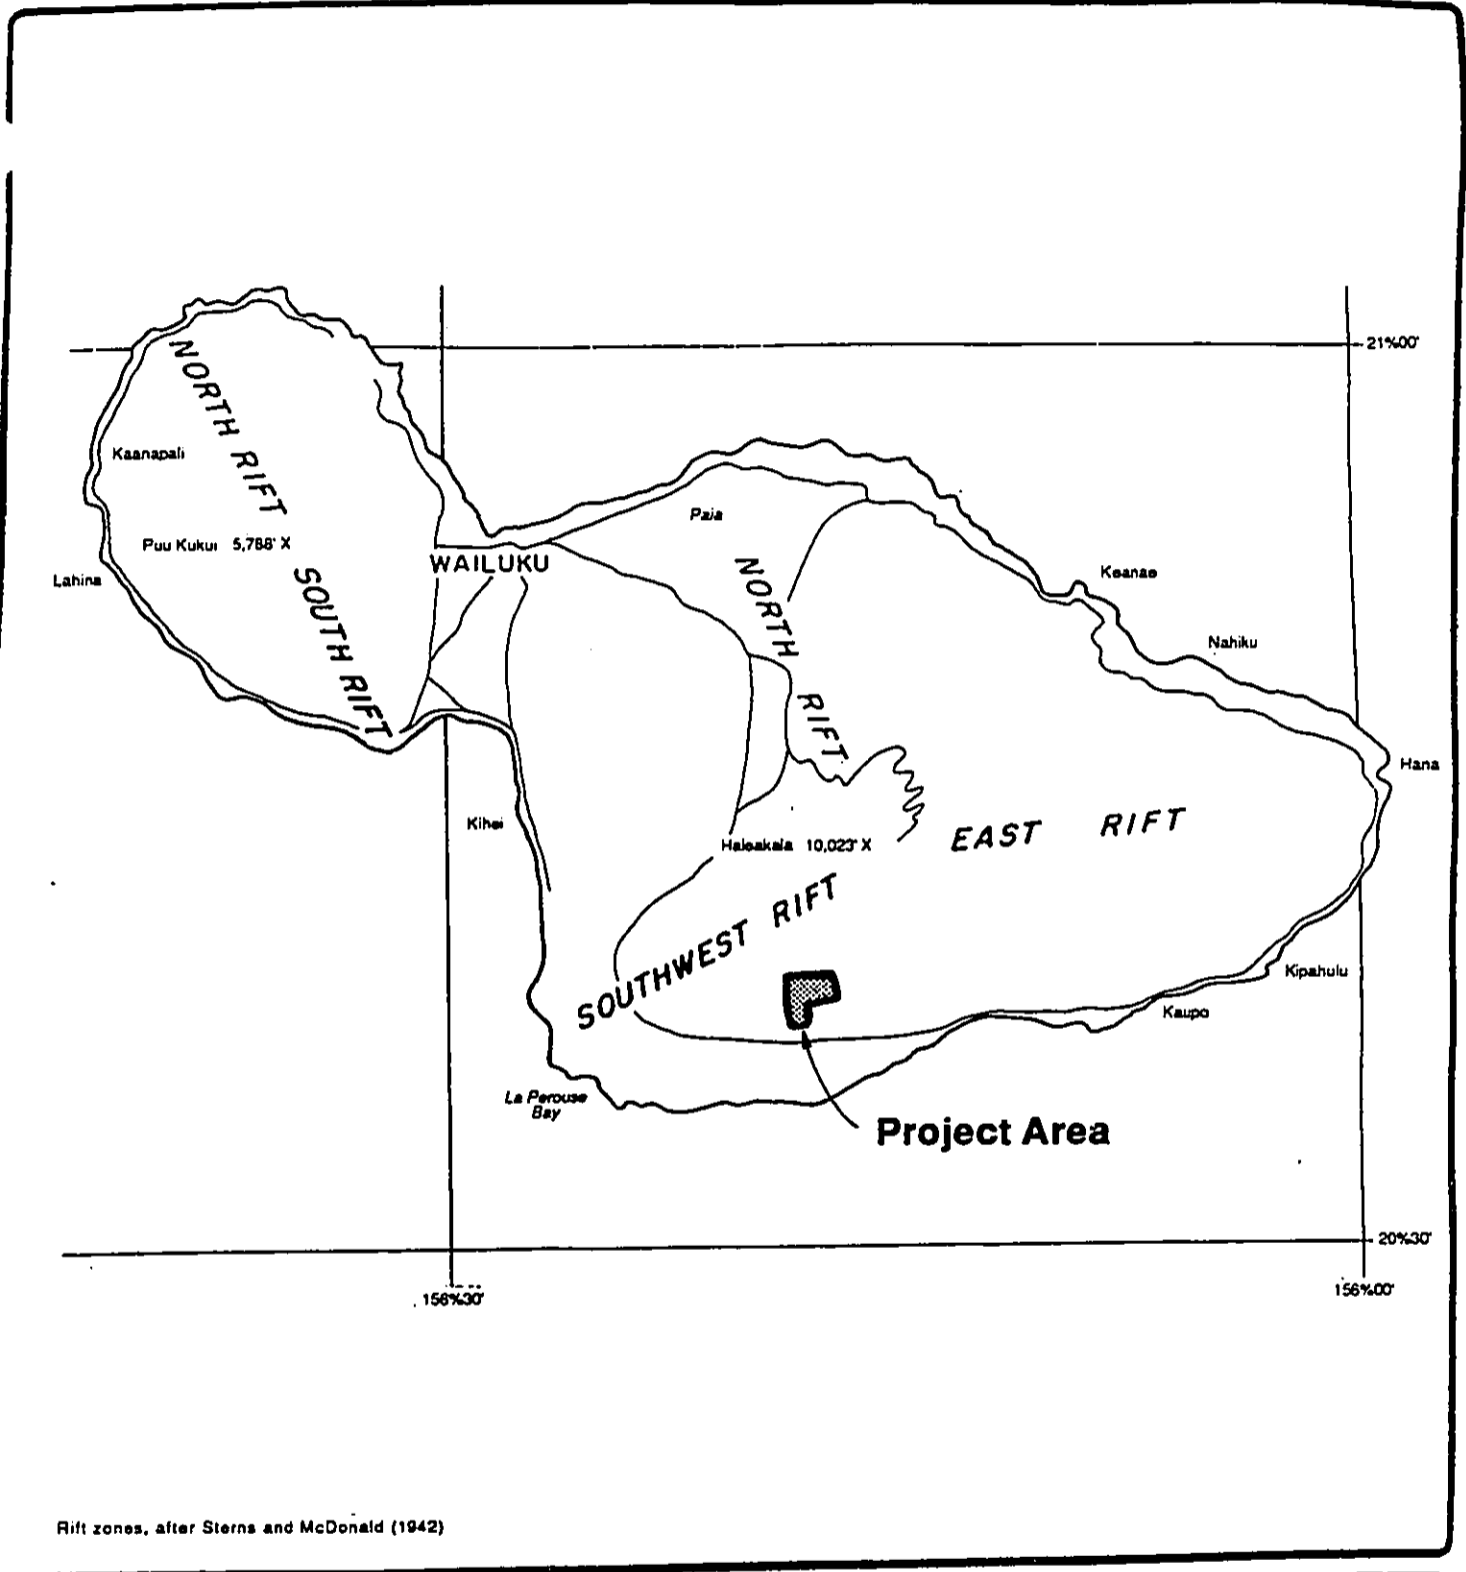 21%00'
NORTH RIFT
Kaanapali
Paia
Puu Kukui 5,788' X
WAILUKU
Lahina
SOUTH RIFT
NORTH RIFT
Keanae
Nahiku
Hana
Kihei
EAST RIFT
Haleakala 10,023' X
SOUTHWEST RIFT
Kipahulu
Kaupo
La Perouse
Bay
Project Area
20%30'
156%30'
156%00'
Rift zones, after Sterns and McDonald (1942)